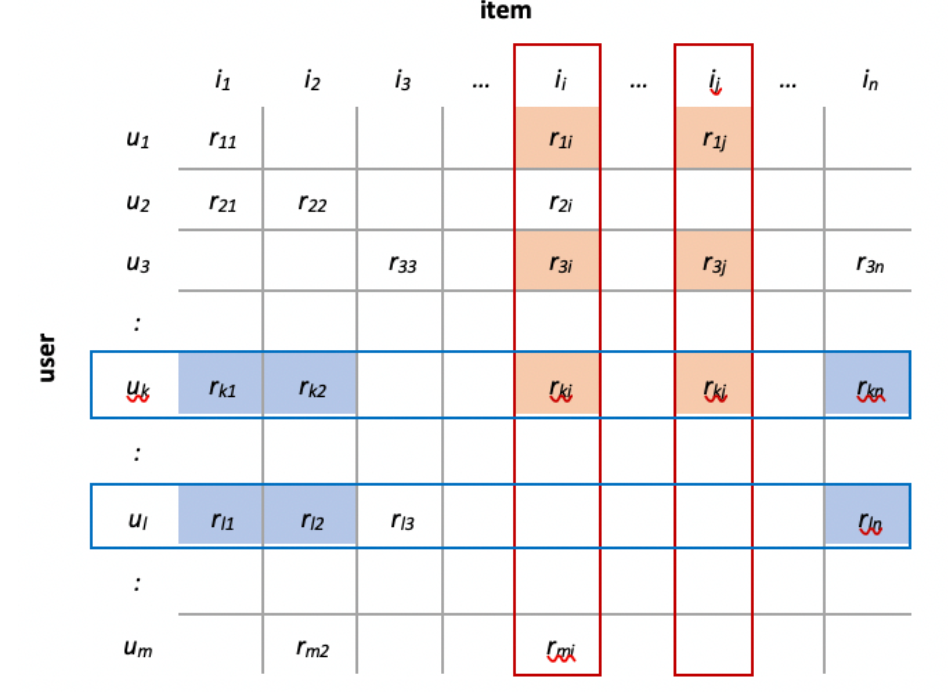 item
i1 i2 i3 ... ii ... ij ... in
u1 r11 r1i r1j
u2 r21 r22 r2i
u3 r33 r3i r3j r3n
:
user
uk rk1 rk2 rki rkj rkn
:
ul rl1 rl2 rl3 rln
:
um rm2 rmi